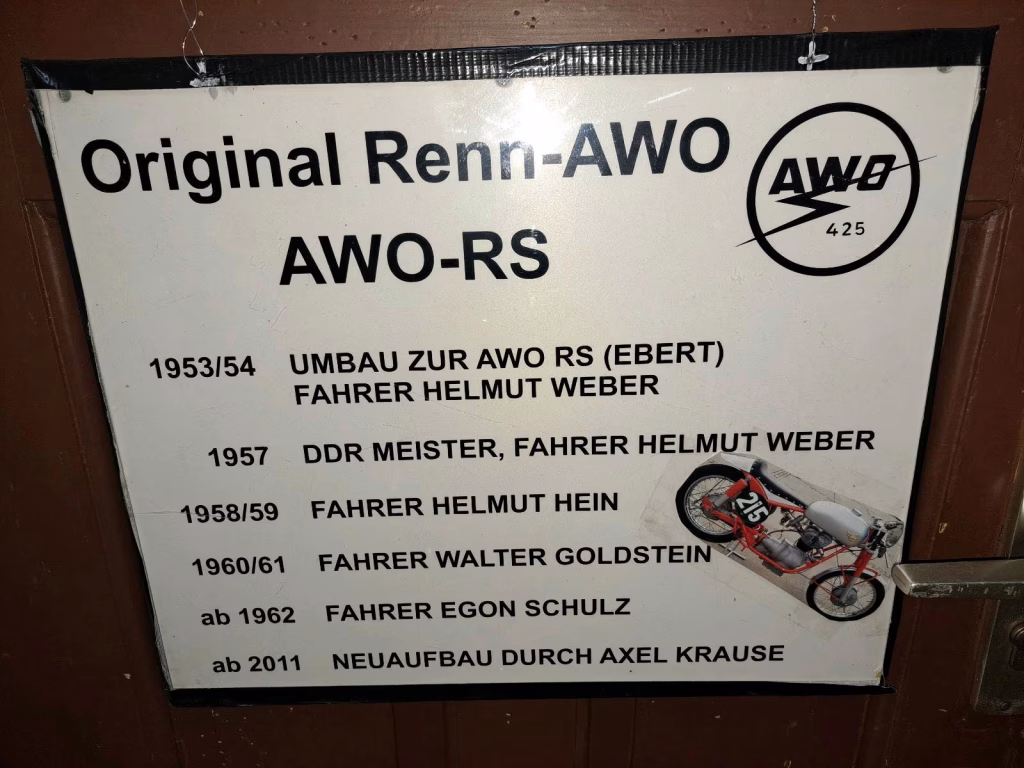 Original Renn-AWO
AWO
425
AWO-RS
1953/54 UMBAU ZUR AWO RS (EBERT)
FAHRER HELMUT WEBER
1957 DDR MEISTER, FAHRER HELMUT WEBER
1958/59 FAHRER HELMUT HEIN
215
1960/61 FAHRER WALTER GOLDSTEIN
ab 1962 FAHRER EGON SCHULZ
ab 2011 NEUAUFBAU DURCH AXEL KRAUSE